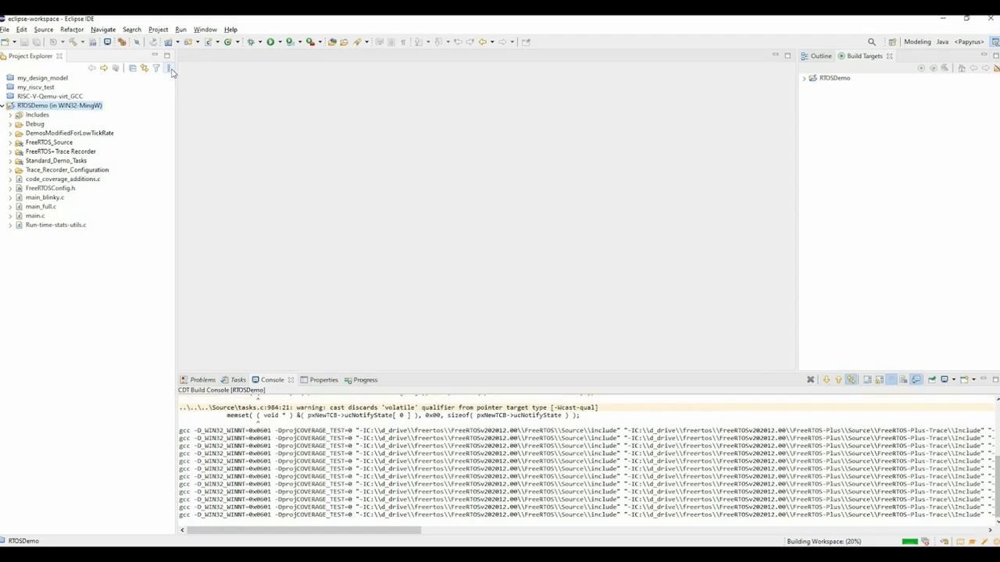 eclipse-workspace - Eclipse IDE
File Edit Source Refactor Navigate Search Project Run Window Help
Modeling Java <Papyrus>
Project Explorer
Outline Build Targets
my_design_model
RTOSDemo
my_riscv_test
RISC-V-Qemu-virt_GCC
RTOSDemo (in WIN32-MingW)
Includes
Debug
DemosModifiedForLowTickRate
FreeRTOS_Source
FreeRTOS+Trace Recorder
Standard_Demo_Tasks
Trace_Recorder_Configuration
code_coverage_additions.c
FreeRTOSConfig.h
main_blinky.c
main_full.c
main.c
Run-time-stats-utils.c
Problems Tasks Console Properties Progress
CDT Build Console [RTOSDemo]
^
..\..\..\Source\tasks.c:984:21: warning: cast discards 'volatile' qualifier from pointer target type [-Wcast-qual]
memset( ( void * ) &( pxNewTCB->ucNotifyState[ 0 ] ), 0x00, sizeof( pxNewTCB->ucNotifyState ) );
^
gcc -D_WIN32_WINNT=0x0601 -DprojCOVERAGE_TEST=0 "-IC:\\d_drive\\freertos\\FreeRTOSv202012.00\\FreeRTOS\\Source\\include" "-IC:\\d_drive\\freertos\\FreeRTOSv202012.00\\FreeRTOS-Plus\\Source\\FreeRTOS-Plus-Trace\\Include" "-
gcc -D_WIN32_WINNT=0x0601 -DprojCOVERAGE_TEST=0 "-IC:\\d_drive\\freertos\\FreeRTOSv202012.00\\FreeRTOS\\Source\\include" "-IC:\\d_drive\\freertos\\FreeRTOSv202012.00\\FreeRTOS-Plus\\Source\\FreeRTOS-Plus-Trace\\Include" "-
gcc -D_WIN32_WINNT=0x0601 -DprojCOVERAGE_TEST=0 "-IC:\\d_drive\\freertos\\FreeRTOSv202012.00\\FreeRTOS\\Source\\include" "-IC:\\d_drive\\freertos\\FreeRTOSv202012.00\\FreeRTOS-Plus\\Source\\FreeRTOS-Plus-Trace\\Include" "-
gcc -D_WIN32_WINNT=0x0601 -DprojCOVERAGE_TEST=0 "-IC:\\d_drive\\freertos\\FreeRTOSv202012.00\\FreeRTOS\\Source\\include" "-IC:\\d_drive\\freertos\\FreeRTOSv202012.00\\FreeRTOS-Plus\\Source\\FreeRTOS-Plus-Trace\\Include" "-
gcc -D_WIN32_WINNT=0x0601 -DprojCOVERAGE_TEST=0 "-IC:\\d_drive\\freertos\\FreeRTOSv202012.00\\FreeRTOS\\Source\\include" "-IC:\\d_drive\\freertos\\FreeRTOSv202012.00\\FreeRTOS-Plus\\Source\\FreeRTOS-Plus-Trace\\Include" "-
gcc -D_WIN32_WINNT=0x0601 -DprojCOVERAGE_TEST=0 "-IC:\\d_drive\\freertos\\FreeRTOSv202012.00\\FreeRTOS\\Source\\include" "-IC:\\d_drive\\freertos\\FreeRTOSv202012.00\\FreeRTOS-Plus\\Source\\FreeRTOS-Plus-Trace\\Include" "-
gcc -D_WIN32_WINNT=0x0601 -DprojCOVERAGE_TEST=0 "-IC:\\d_drive\\freertos\\FreeRTOSv202012.00\\FreeRTOS\\Source\\include" "-IC:\\d_drive\\freertos\\FreeRTOSv202012.00\\FreeRTOS-Plus\\Source\\FreeRTOS-Plus-Trace\\Include" "-
gcc -D_WIN32_WINNT=0x0601 -DprojCOVERAGE_TEST=0 "-IC:\\d_drive\\freertos\\FreeRTOSv202012.00\\FreeRTOS\\Source\\include" "-IC:\\d_drive\\freertos\\FreeRTOSv202012.00\\FreeRTOS-Plus\\Source\\FreeRTOS-Plus-Trace\\Include" "-
gcc -D_WIN32_WINNT=0x0601 -DprojCOVERAGE_TEST=0 "-IC:\\d_drive\\freertos\\FreeRTOSv202012.00\\FreeRTOS\\Source\\include" "-IC:\\d_drive\\freertos\\FreeRTOSv202012.00\\FreeRTOS-Plus\\Source\\FreeRTOS-Plus-Trace\\Include" "-
gcc -D_WIN32_WINNT=0x0601 -DprojCOVERAGE_TEST=0 "-IC:\\d_drive\\freertos\\FreeRTOSv202012.00\\FreeRTOS\\Source\\include" "-IC:\\d_drive\\freertos\\FreeRTOSv202012.00\\FreeRTOS-Plus\\Source\\FreeRTOS-Plus-Trace\\Include" "-
gcc -D_WIN32_WINNT=0x0601 -DprojCOVERAGE_TEST=0 "-IC:\\d_drive\\freertos\\FreeRTOSv202012.00\\FreeRTOS\\Source\\include" "-IC:\\d_drive\\freertos\\FreeRTOSv202012.00\\FreeRTOS-Plus\\Source\\FreeRTOS-Plus-Trace\\Include" "-
gcc -D_WIN32_WINNT=0x0601 -DprojCOVERAGE_TEST=0 "-IC:\\d_drive\\freertos\\FreeRTOSv202012.00\\FreeRTOS\\Source\\include" "-IC:\\d_drive\\freertos\\FreeRTOSv202012.00\\FreeRTOS-Plus\\Source\\FreeRTOS-Plus-Trace\\Include" "-
RTOSDemo
Building Workspace: (20%)